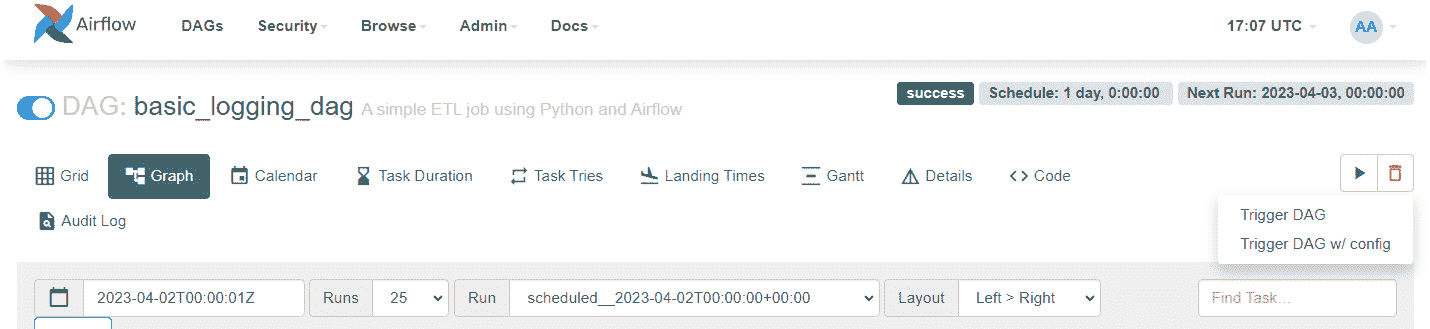 Airflow DAGs Security Browse Admin Docs 17:07 UTC AA
DAG: basic_logging_dag A simple ETL job using Python and Airflow success Schedule: 1 day, 0:00:00 Next Run: 2023-04-03, 00:00:00
Grid Graph Calendar Task Duration Task Tries Landing Times Gantt Details Code
Audit Log
Trigger DAG
Trigger DAG w/ config
2023-04-02T00:00:01Z Runs 25 Run scheduled__2023-04-02T00:00:00+00:00 Layout Left > Right Find Task...